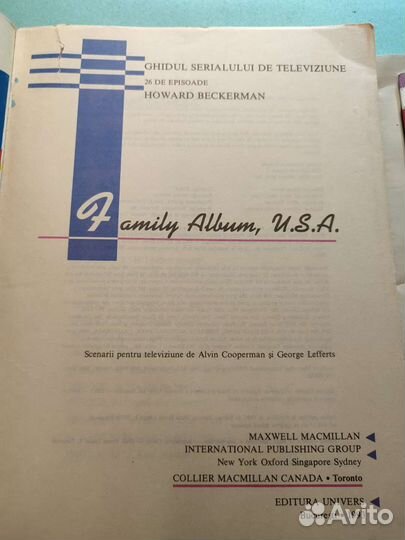 GHIDUL SERIALULUI DE TELEVIZIUNE
26 DE EPISOADE
HOWARD BECKERMAN
Family Album, U.S.A.
Scenarii pentru televiziune de Alvin Cooperman și George Lefferts
MAXWELL MACMILLAN
INTERNATIONAL PUBLISHING GROUP
New York Oxford Singapore Sydney
COLLIER MACMILLAN CANADA • Toronto
EDITURA UNIVERS
Avito